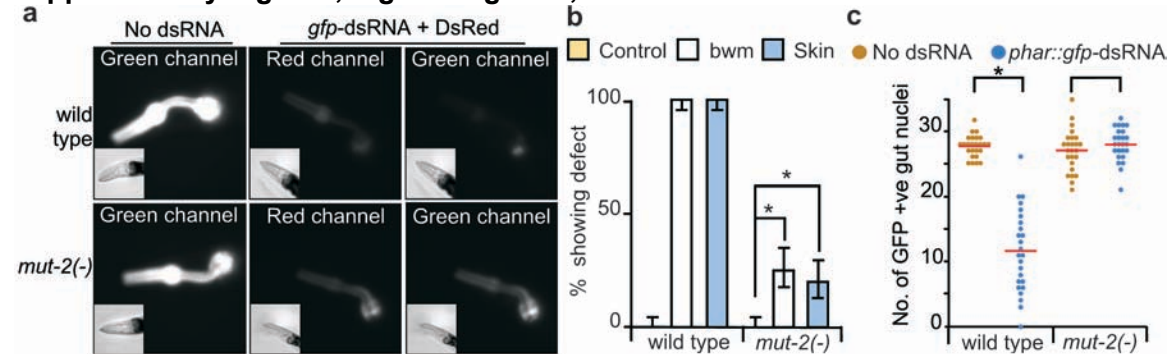 a
No dsRNA
gfp-dsRNA + DsRed
Green channel
Red channel
Green channel
wild
type
Green channel
Red channel
Green channel
mut-2(-)
b
Control
bwm
Skin
% showing defect
100
50
0
*
*
wild type
mut-2(-)
c
No dsRNA
phar::gfp-dsRNA
No. of GFP +ve gut nuclei
30
20
10
0
*
wild type
mut-2(-)